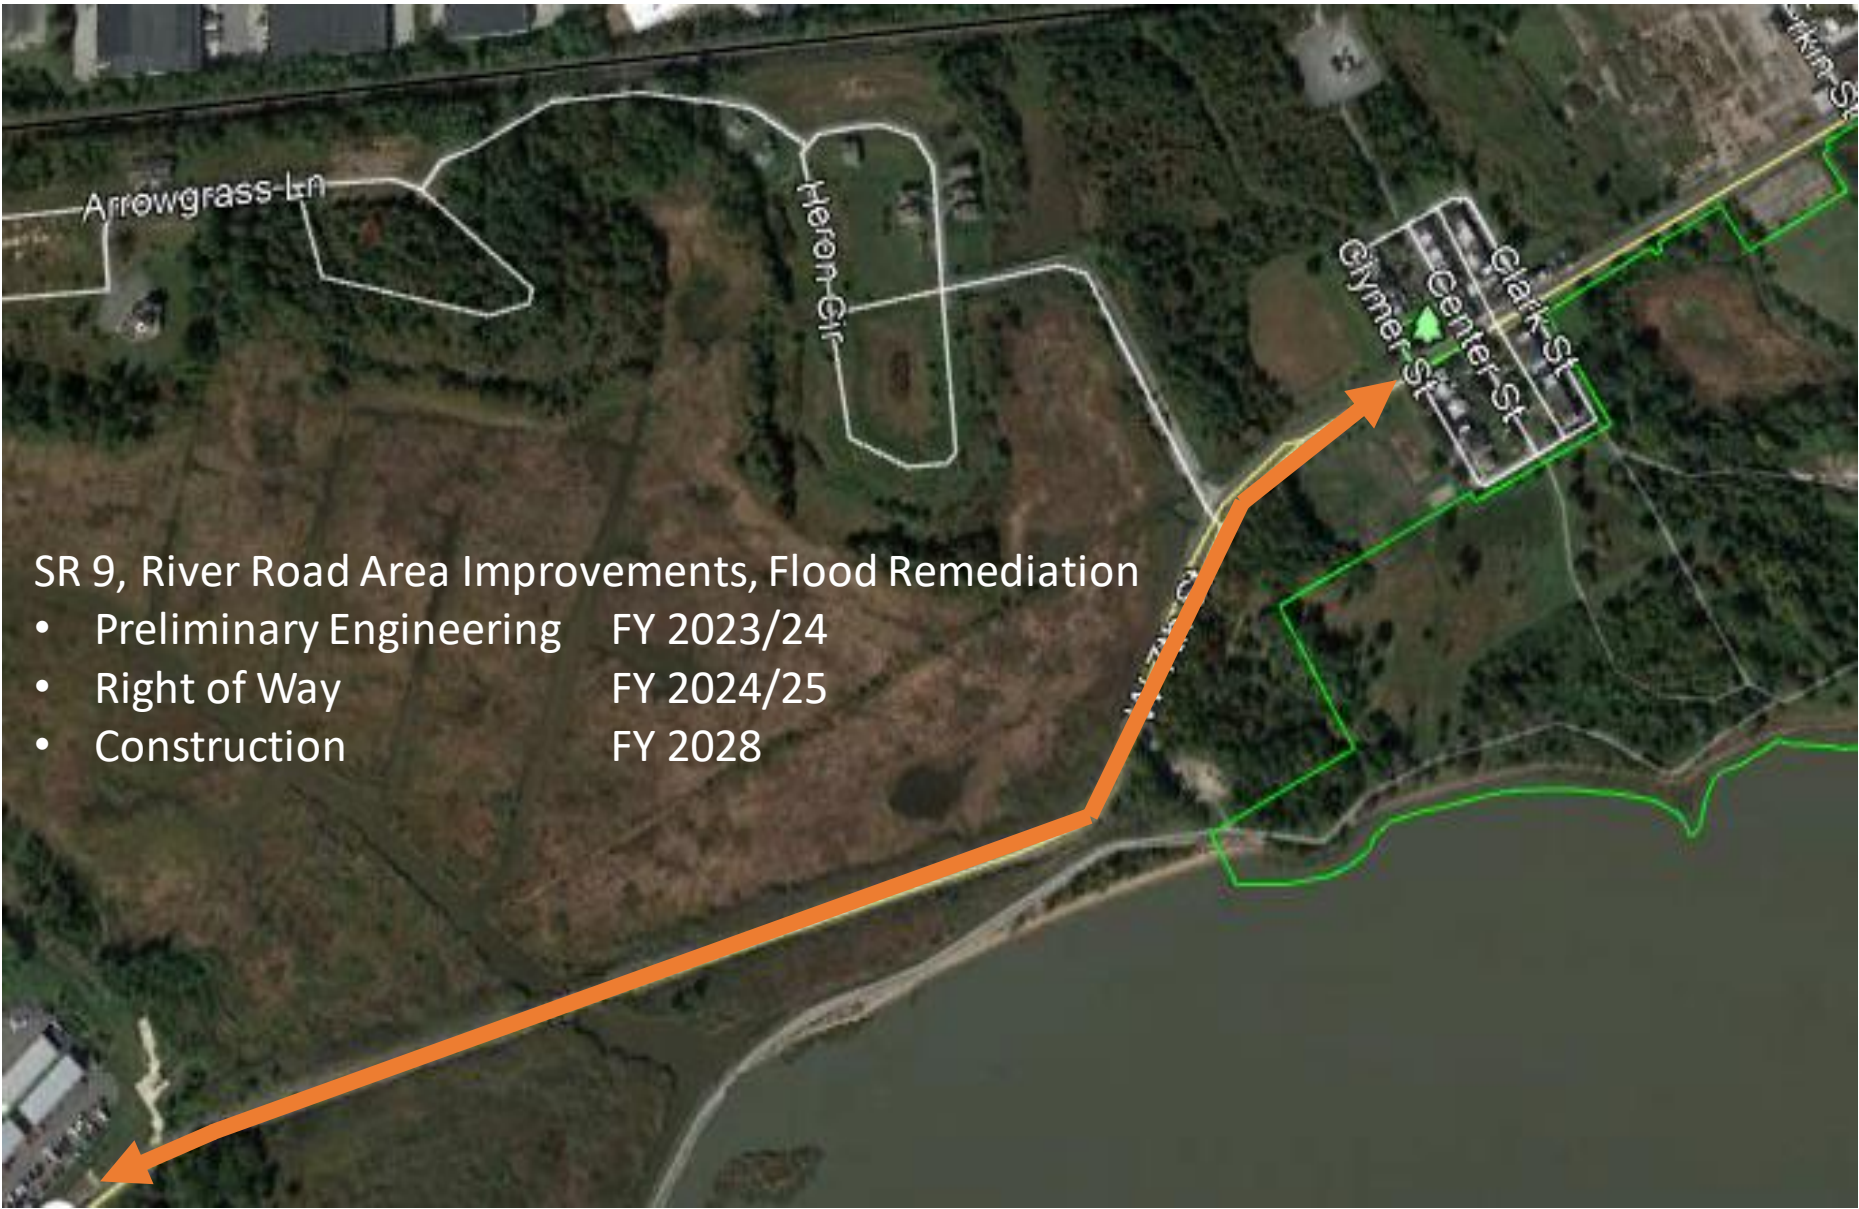 Arrowgrass Ln
Heron Cir
Clymer St
Center St
Clark St
SR 9, River Road Area Improvements, Flood Remediation
• Preliminary Engineering FY 2023/24
• Right of Way FY 2024/25
• Construction FY 2028